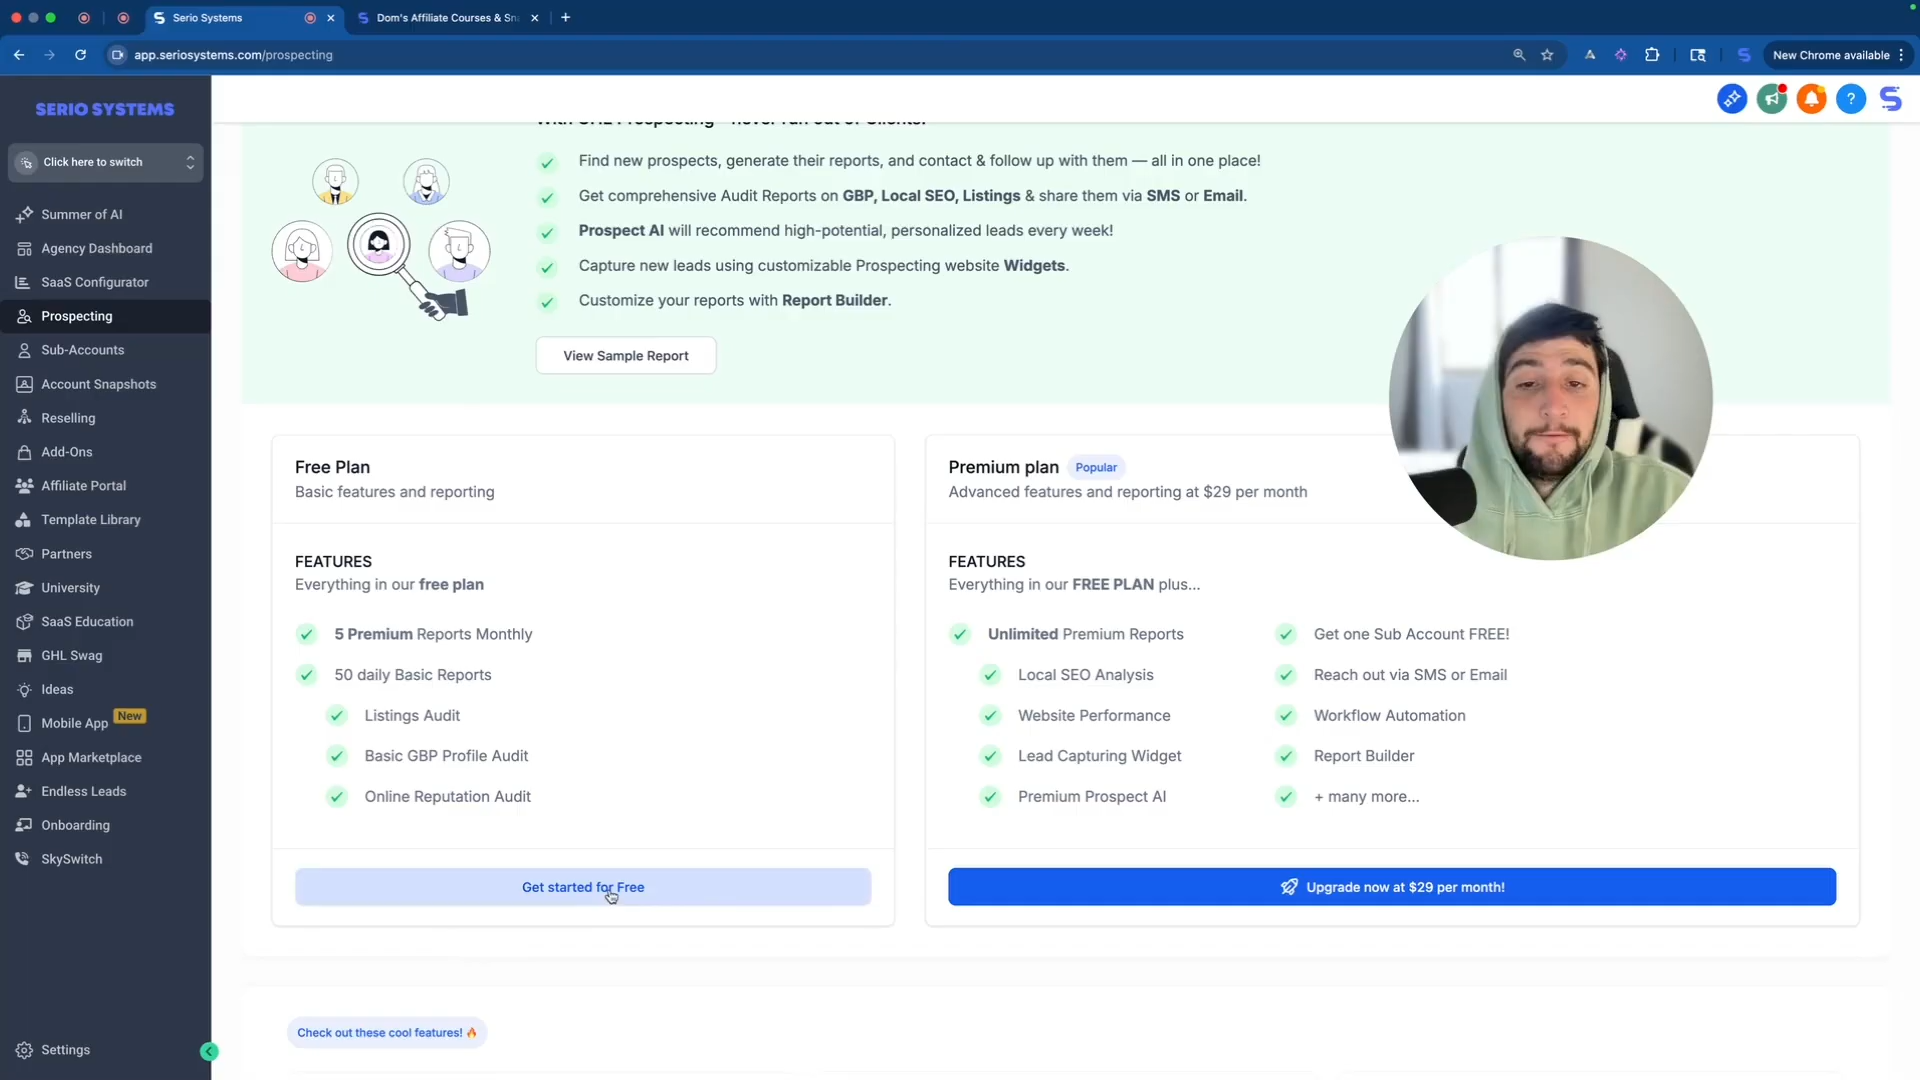 Serio Systems
Dom's Affiliate Courses & Sn
app.seriosystems.com/prospecting
New Chrome available
SERIO SYSTEMS
Click here to switch
Summer of AI
Agency Dashboard
SaaS Configurator
Prospecting
Sub-Accounts
Account Snapshots
Reselling
Add-Ons
Affiliate Portal
Template Library
Partners
University
SaaS Education
GHL Swag
Ideas
Mobile App New
App Marketplace
Endless Leads
Onboarding
SkySwitch
Settings
With GHL Prospecting - never run out of Clients!
Find new prospects, generate their reports, and contact & follow up with them — all in one place!
Get comprehensive Audit Reports on GBP, Local SEO, Listings & share them via SMS or Email.
Prospect AI will recommend high-potential, personalized leads every week!
Capture new leads using customizable Prospecting website Widgets.
Customize your reports with Report Builder.
View Sample Report
Free Plan
Basic features and reporting
FEATURES
Everything in our free plan
5 Premium Reports Monthly
50 daily Basic Reports
Listings Audit
Basic GBP Profile Audit
Online Reputation Audit
Get started for Free
Premium plan Popular
Advanced features and reporting at $29 per month
FEATURES
Everything in our FREE PLAN plus...
Unlimited Premium Reports
Local SEO Analysis
Website Performance
Lead Capturing Widget
Premium Prospect AI
Get one Sub Account FREE!
Reach out via SMS or Email
Workflow Automation
Report Builder
+ many more...
Upgrade now at $29 per month!
Check out these cool features! 🔥